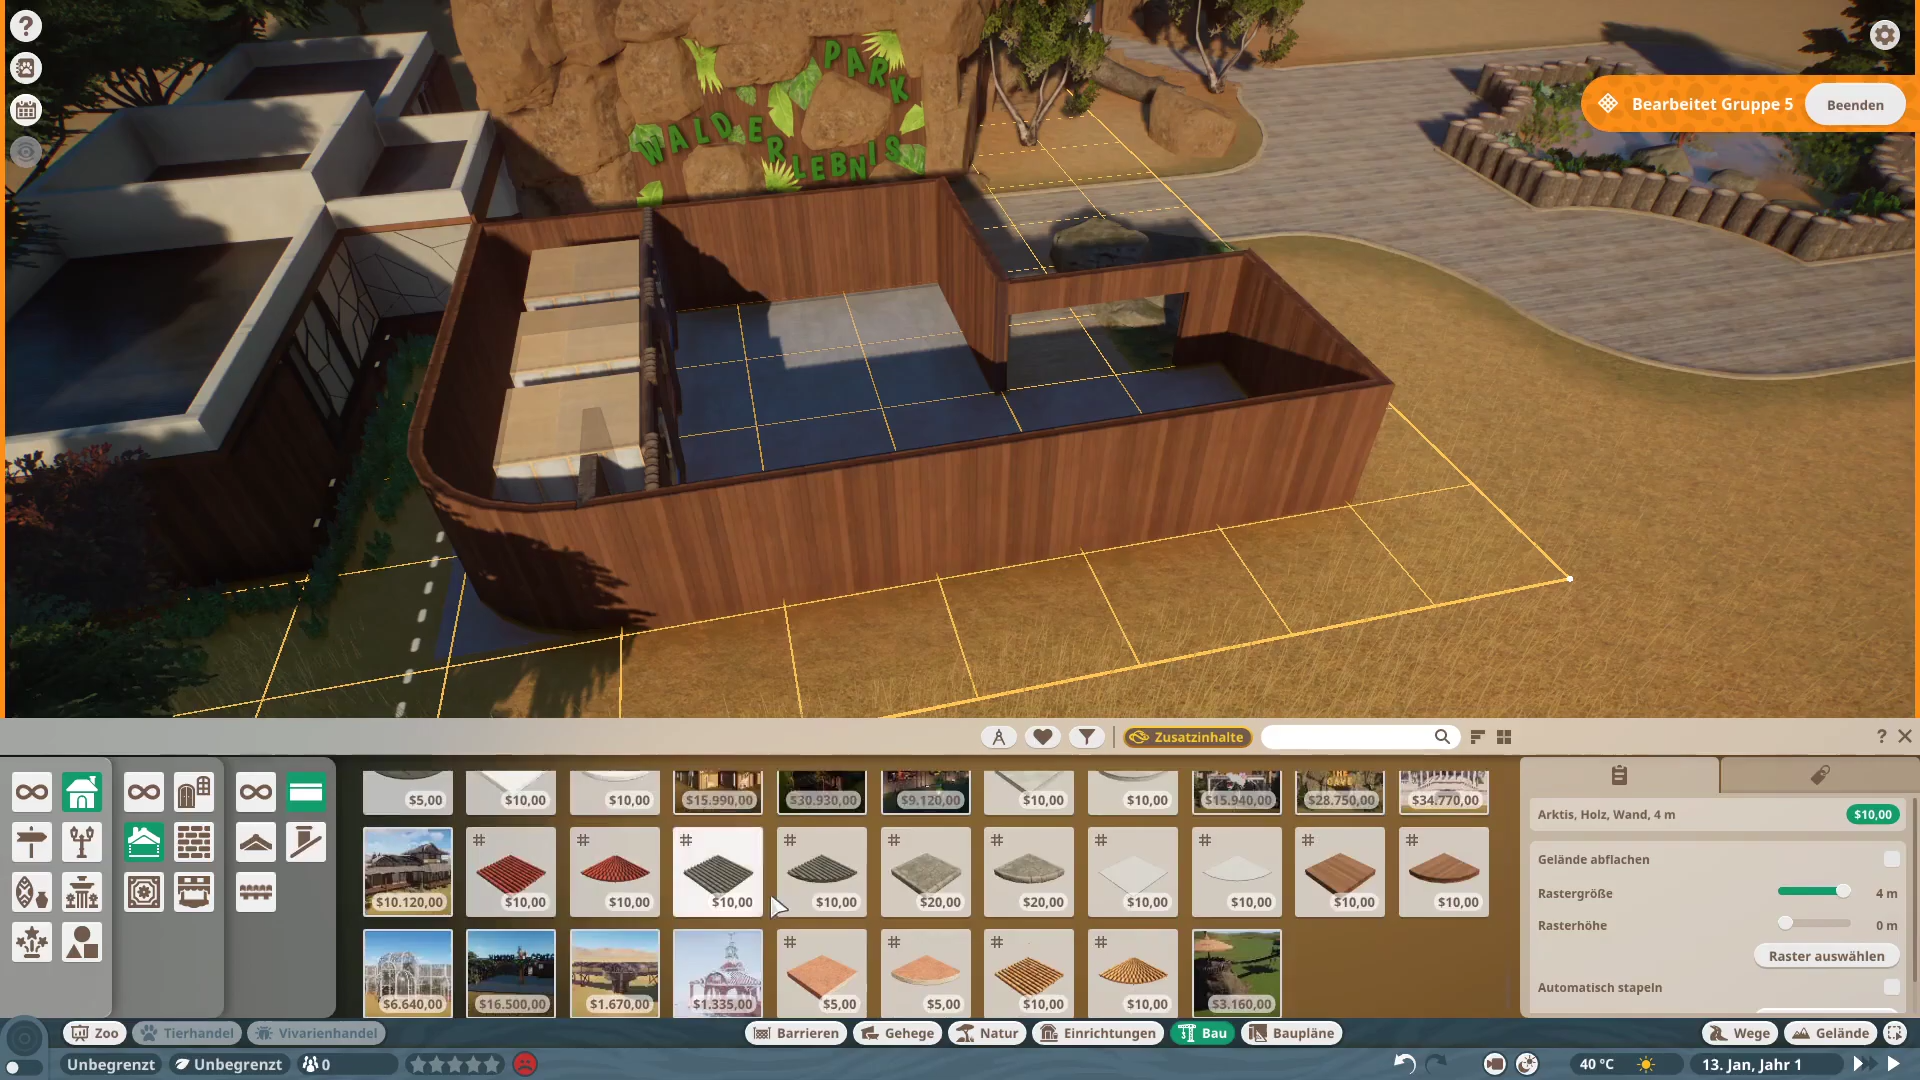 ?
PARK
WALDERLEBNIS
Bearbeitet Gruppe 5
Beenden
Zusatzinhalte
?
$5,00
$10,00
$10,00
$15.990,00
$30.930,00
$9.120,00
$10,00
$10,00
$15.940,00
$28.750,00
$34.770,00
$10.120,00
$10,00
$10,00
$10,00
$10,00
$20,00
$20,00
$10,00
$10,00
$10,00
$10,00
$6.640,00
$16.500,00
$1.670,00
$1.335,00
$5,00
$5,00
$10,00
$10,00
$3.160,00
Arktis, Holz, Wand, 4 m
$10,00
Gelände abflachen
Rastergröße
4 m
Rasterhöhe
0 m
Raster auswählen
Automatisch stapeln
Zoo
Tierhandel
Vivarienhandel
Barrieren
Gehege
Natur
Einrichtungen
Bau
Baupläne
Wege
Gelände
Unbegrenzt
Unbegrenzt
0
40 °C
13. Jan, Jahr 1